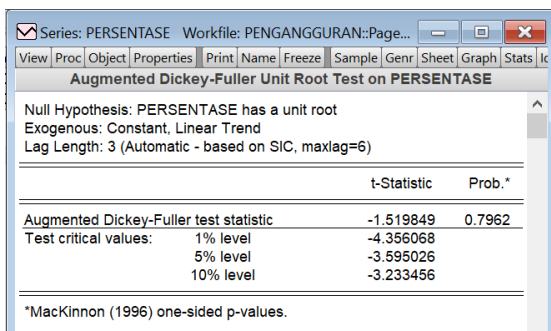 Series: PERSENTASE Workfile: PENGANGGURAN::Page...
View Proc Object Properties Print Name Freeze Sample Genr Sheet Graph Stats
Augmented Dickey-Fuller Unit Root Test on PERSENTASE
Null Hypothesis: PERSENTASE has a unit root
Exogenous: Constant, Linear Trend
Lag Length: 3 (Automatic - based on SIC, maxlag=6)
t-Statistic Prob.*
Augmented Dickey-Fuller test statistic -1.519849 0.7962
Test critical values: 1% level -4.356068
5% level -3.595026
10% level -3.233456
*MacKinnon (1996) one-sided p-values.